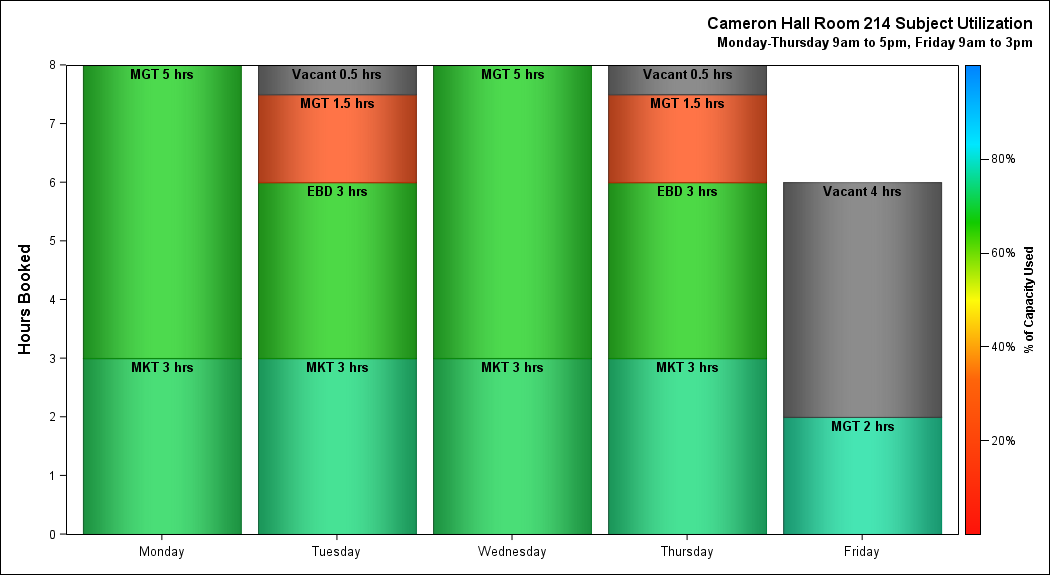 Cameron Hall Room 214 Subject Utilization
Monday-Thursday 9am to 5pm, Friday 9am to 3pm
Hours Booked
8
7
6
5
4
3
2
1
0
MGT 5 hrs
MKT 3 hrs
Vacant 0.5 hrs
MGT 1.5 hrs
EBD 3 hrs
MKT 3 hrs
MGT 5 hrs
MKT 3 hrs
Vacant 0.5 hrs
MGT 1.5 hrs
EBD 3 hrs
MKT 3 hrs
Vacant 4 hrs
MGT 2 hrs
Monday
Tuesday
Wednesday
Thursday
Friday
80%
60%
40%
20%
% of Capacity Used